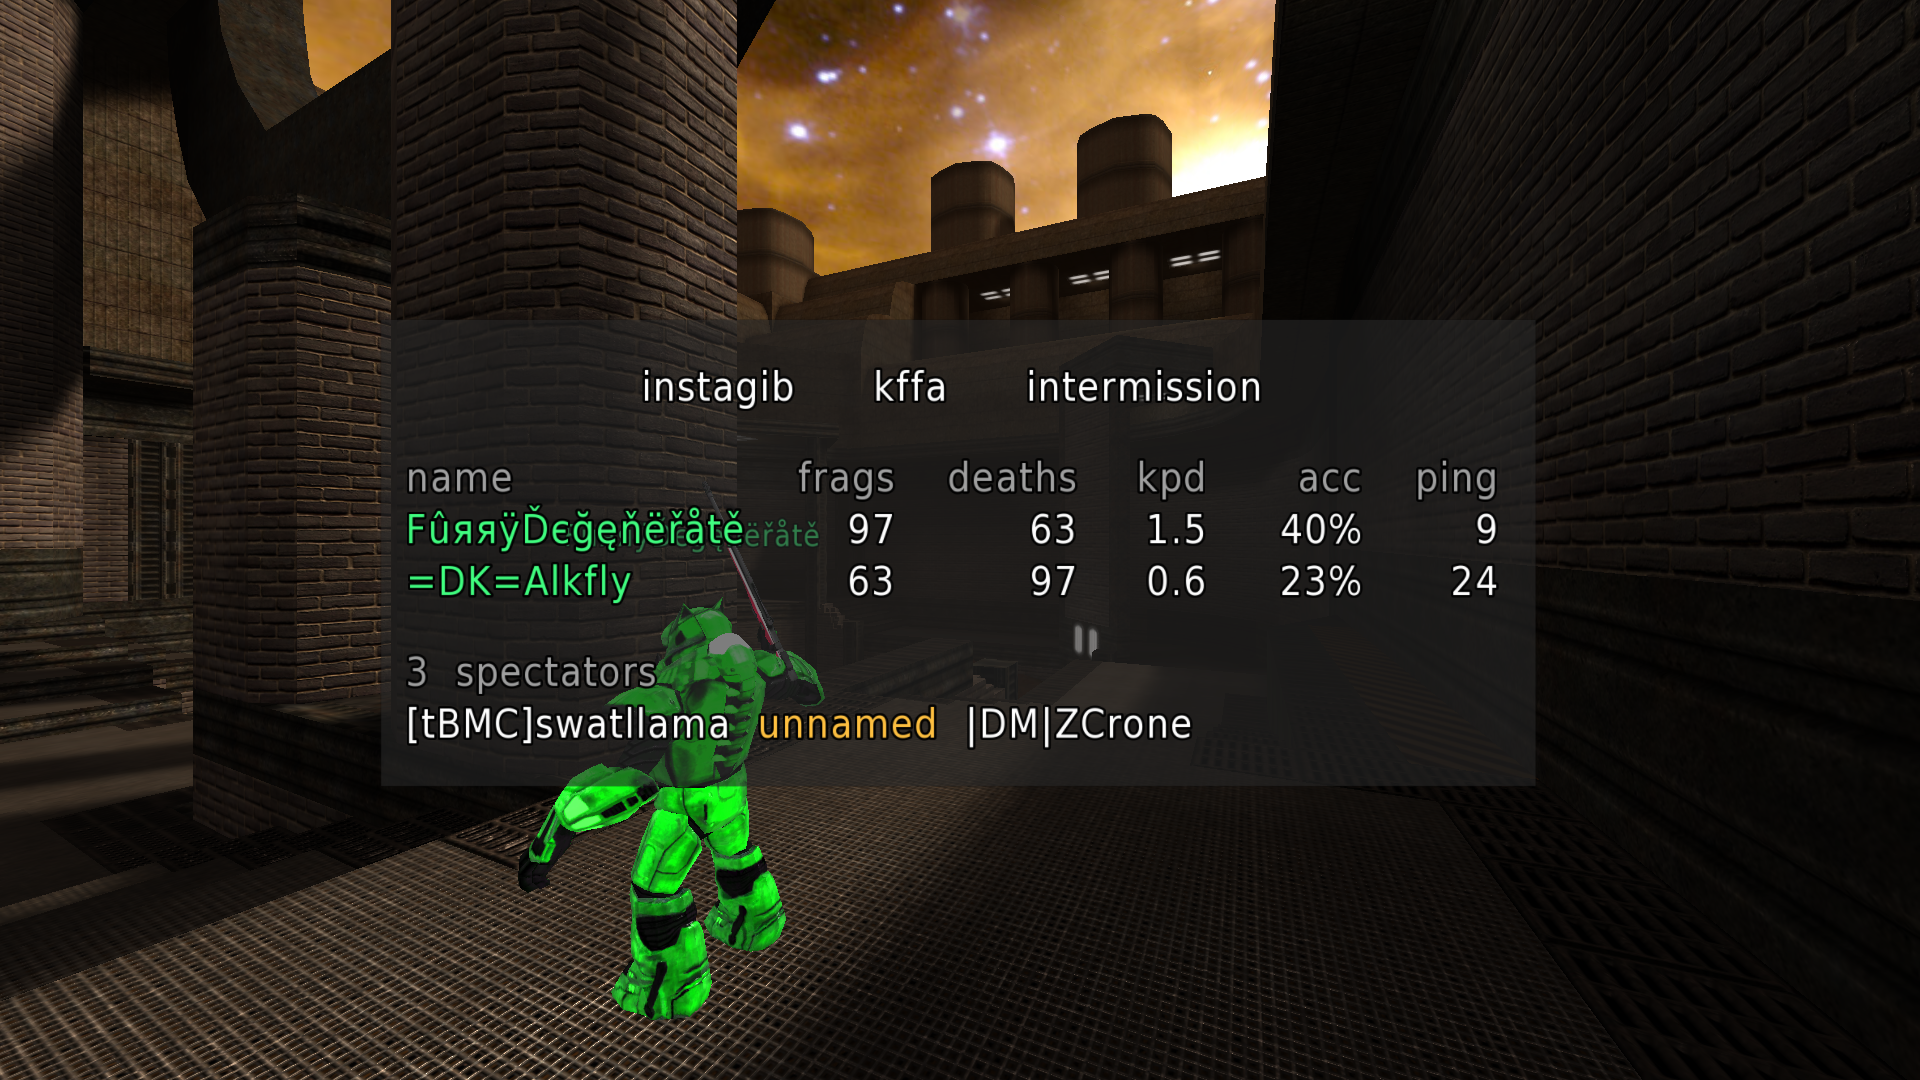 instagib kffa intermission
name frags deaths kpd acc ping
FûяяÿĎєğęňëřåtě 97 63 1.5 40% 9
=DK=Alkfly 63 97 0.6 23% 24
3 spectators
[tBMC]swatllama unnamed |DM|ZCrone